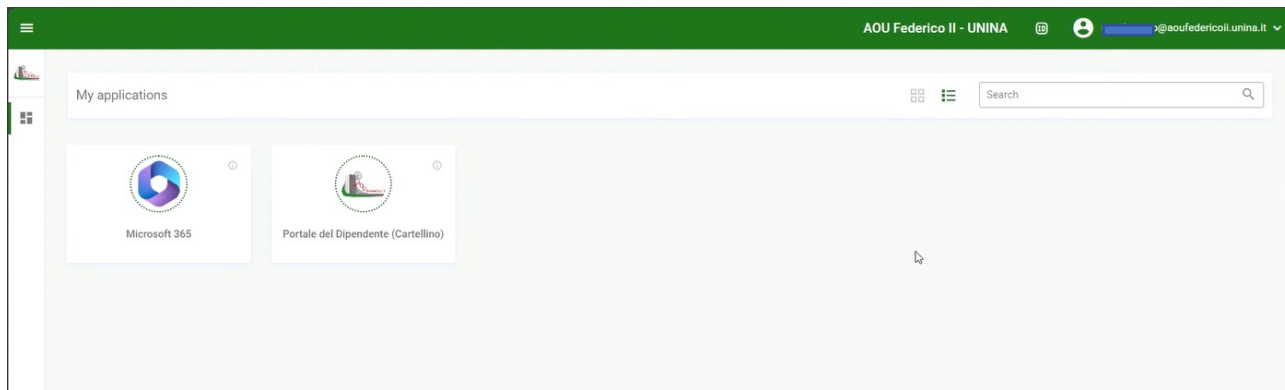 AOU Federico II - UNINA
@aoufedericoii.unina.it
My applications
Search
Microsoft 365
Portale del Dipendente (Cartellino)